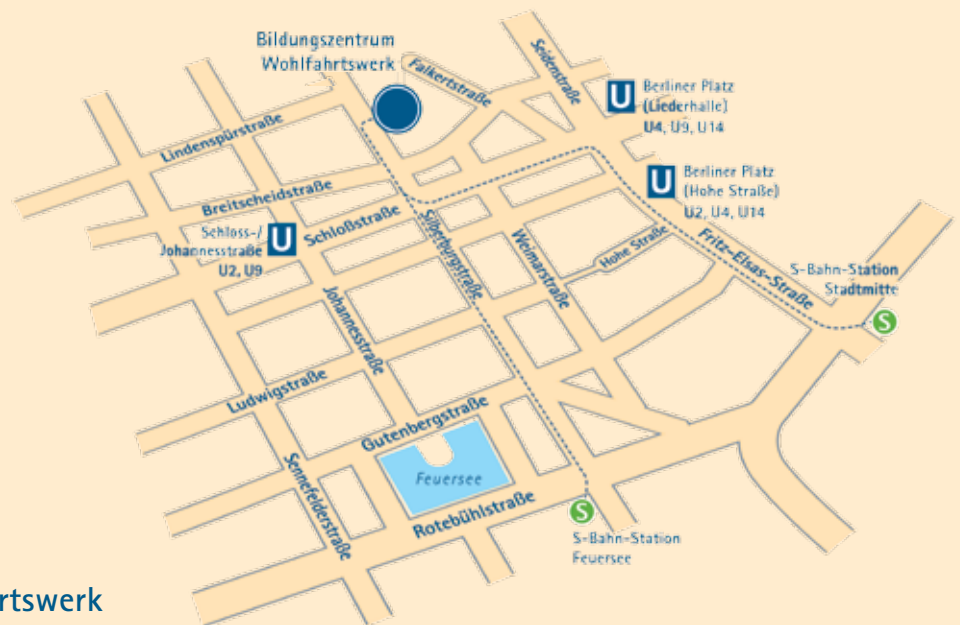 Bildungszentrum
Wohlfahrtswerk
Falkertstraße
Seidenstraße
U
Berliner Platz
(Liederhalle)
U4, U9, U14
Lindenspürstraße
U
Berliner Platz
(Hohe Straße)
U2, U4, U14
Breitscheidstraße
Schloßstraße
Schloss-/
Johannesstraße
U2, U9
U
Silberburgstraße
Weimarstraße
Hohe Straße
Fritz-Elsas-Straße
S-Bahn-Station
Stadtmitte
S
Johannesstraße
Ludwigstraße
Gutenbergstraße
Feuersee
Sennefelderstraße
Rotebühlstraße
S
S-Bahn-Station
Feuersee
rtswerk